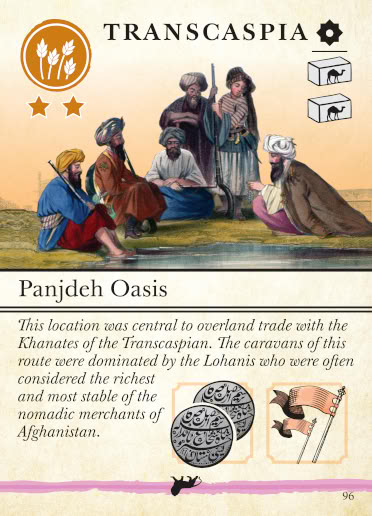 TRANSCASPIA
Panjdeh Oasis
This location was central to overland trade with the
Khanates of the Transcaspian. The caravans of this
route were dominated by the Lohanis who were often
considered the richest
and most stable of the
nomadic merchants of
Afghanistan.
96